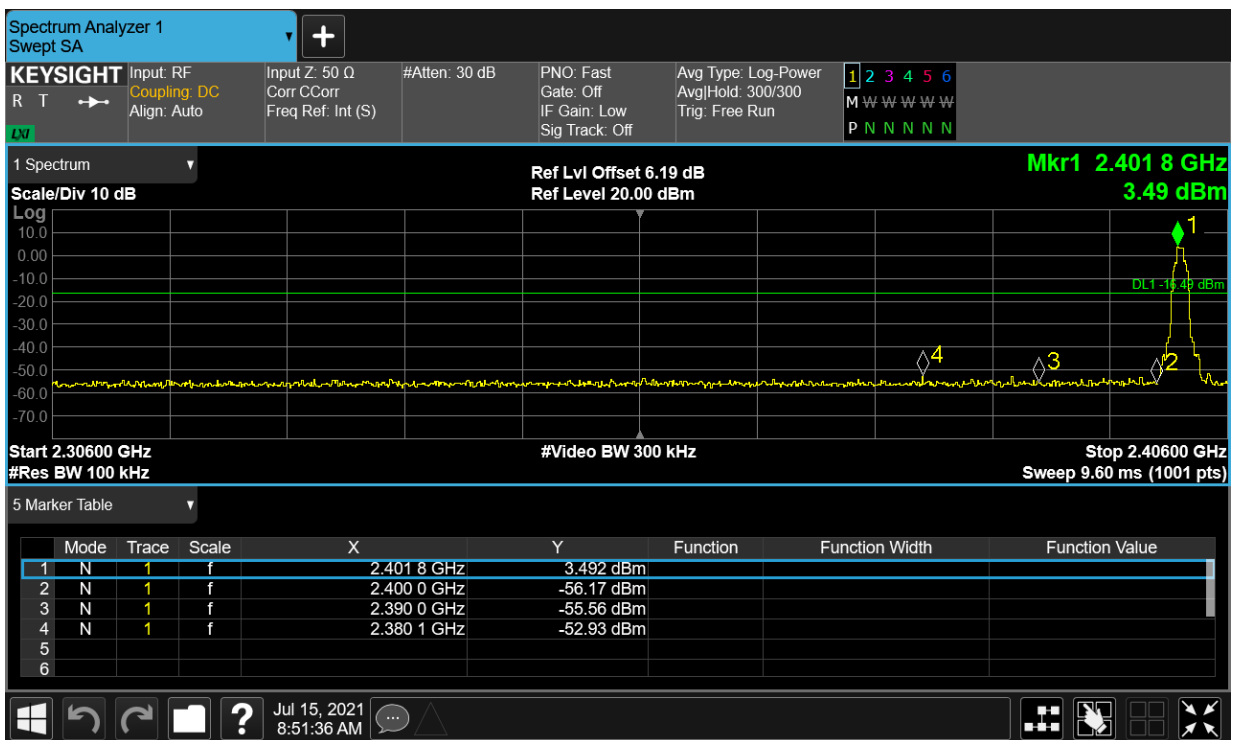 Spectrum Analyzer 1
Swept SA
KEYSIGHT
R T
LXI
Input: RF
Coupling: DC
Align: Auto
Input Z: 50 Ω
Corr CCorr
Freq Ref: Int (S)
#Atten: 30 dB
PNO: Fast
Gate: Off
IF Gain: Low
Sig Track: Off
Avg Type: Log-Power
Avg|Hold: 300/300
Trig: Free Run
1 2 3 4 5 6
M W W W W W
P N N N N N
1 Spectrum
Scale/Div 10 dB
Ref Lvl Offset 6.19 dB
Ref Level 20.00 dBm
Mkr1 2.401 8 GHz
3.49 dBm
Log
10.0
0.00
-10.0
-20.0
-30.0
-40.0
-50.0
-60.0
-70.0
1
DL1 -16.49 dBm
4
3
2
Start 2.30600 GHz
#Video BW 300 kHz
Stop 2.40600 GHz
#Res BW 100 kHz
Sweep 9.60 ms (1001 pts)
5 Marker Table
Mode Trace Scale X Y Function Function Width Function Value
1 N 1 f 2.401 8 GHz 3.492 dBm
2 N 1 f 2.400 0 GHz -56.17 dBm
3 N 1 f 2.390 0 GHz -55.56 dBm
4 N 1 f 2.380 1 GHz -52.93 dBm
5
6
?
Jul 15, 2021
8:51:36 AM